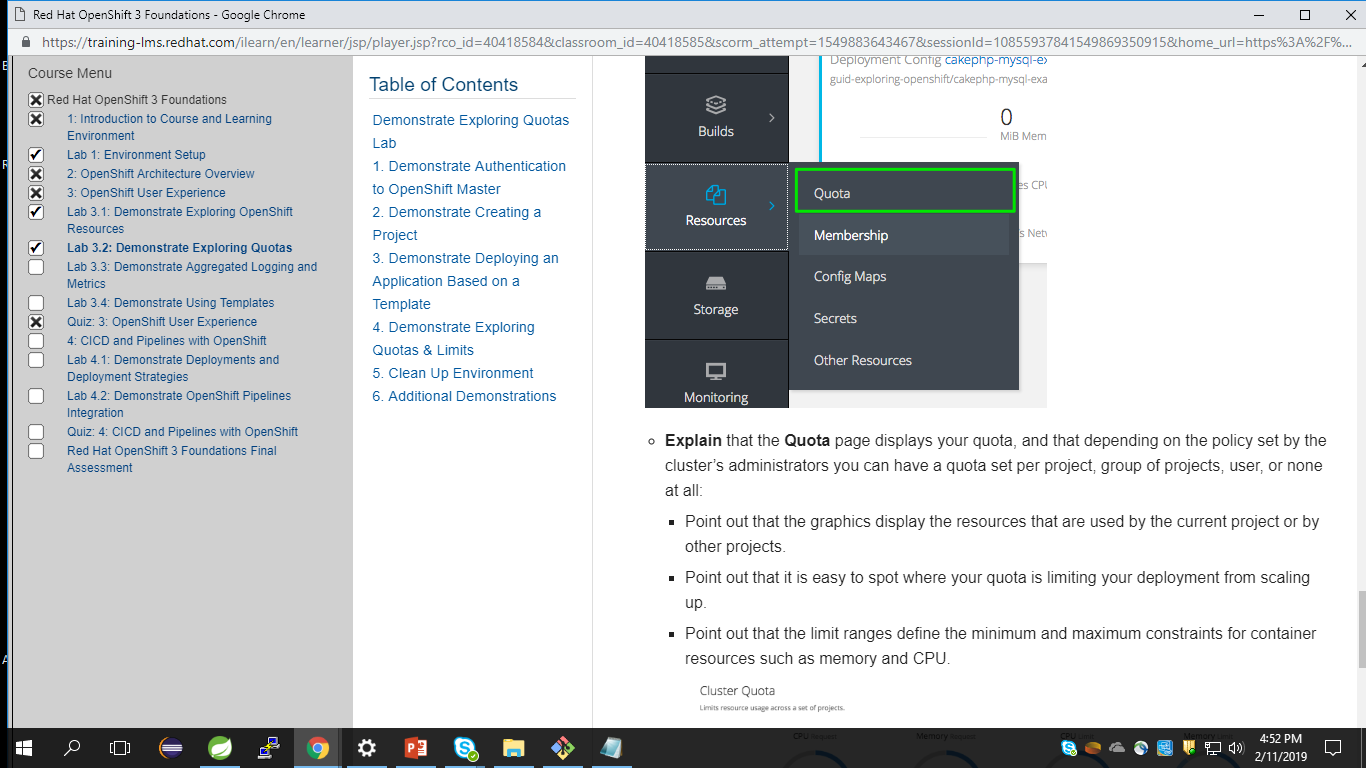 Red Hat OpenShift 3 Foundations - Google Chrome
https://training-lms.redhat.com/ilearn/en/learner/jsp/player.jsp?rco_id=40418584&classroom_id=40418585&scorm_attempt=1549883643467&sessionId=10855937841549869350915&home_url=https%3A%2F%...
Course Menu
Red Hat OpenShift 3 Foundations
1: Introduction to Course and Learning
Environment
Lab 1: Environment Setup
2: OpenShift Architecture Overview
3: OpenShift User Experience
Lab 3.1: Demonstrate Exploring OpenShift
Resources
Lab 3.2: Demonstrate Exploring Quotas
Lab 3.3: Demonstrate Aggregated Logging and
Metrics
Lab 3.4: Demonstrate Using Templates
Quiz: 3: OpenShift User Experience
4: CICD and Pipelines with OpenShift
Lab 4.1: Demonstrate Deployments and
Deployment Strategies
Lab 4.2: Demonstrate OpenShift Pipelines
Integration
Quiz: 4: CICD and Pipelines with OpenShift
Red Hat OpenShift 3 Foundations Final
Assessment
Table of Contents
Demonstrate Exploring Quotas
Lab
1. Demonstrate Authentication
to OpenShift Master
2. Demonstrate Creating a
Project
3. Demonstrate Deploying an
Application Based on a
Template
4. Demonstrate Exploring
Quotas & Limits
5. Clean Up Environment
6. Additional Demonstrations
Deployment Config cakephp-mysql-ex
guid-exploring-openshift/cakephp-mysql-exa
0
MiB Mem
es CPU
's Netw
Builds
Resources
Storage
Monitoring
Quota
Membership
Config Maps
Secrets
Other Resources
Explain that the Quota page displays your quota, and that depending on the policy set by the
cluster's administrators you can have a quota set per project, group of projects, user, or none
at all:
Point out that the graphics display the resources that are used by the current project or by
other projects.
Point out that it is easy to spot where your quota is limiting your deployment from scaling
up.
Point out that the limit ranges define the minimum and maximum constraints for container
resources such as memory and CPU.
Cluster Quota
Limits resource usage across a set of projects.
CPU Request
Memory Request
4:52 PM
2/11/2019